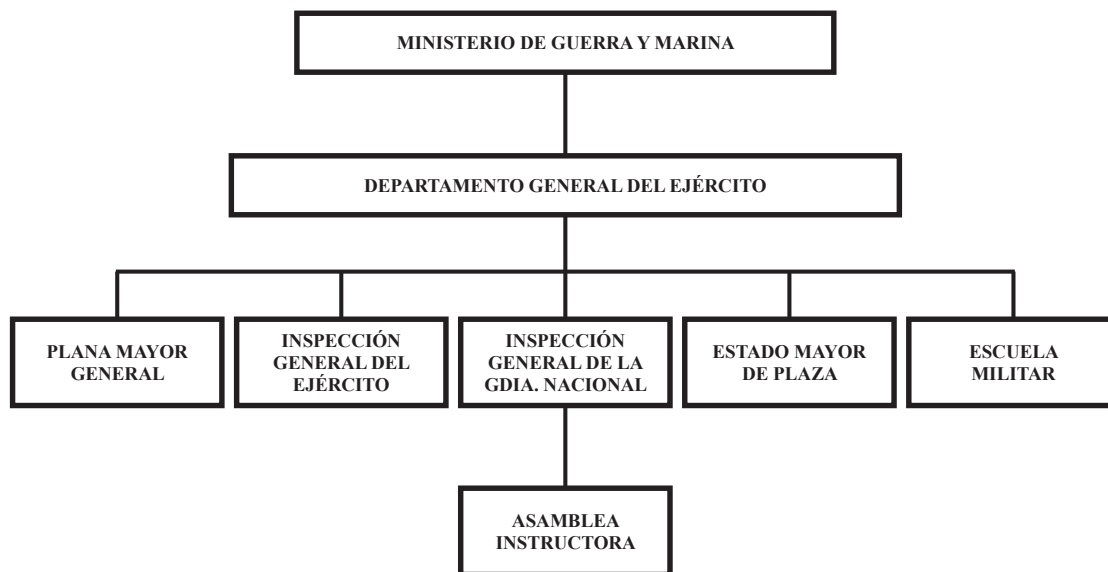 MINISTERIO DE GUERRA Y MARINA
DEPARTAMENTO GENERAL DEL EJÉRCITO
PLANA MAYOR
GENERAL
INSPECCIÓN
GENERAL DEL
EJÉRCITO
INSPECCIÓN
GENERAL DE LA
GDIA. NACIONAL
ESTADO MAYOR
DE PLAZA
ESCUELA
MILITAR
ASAMBLEA
INSTRUCTORA